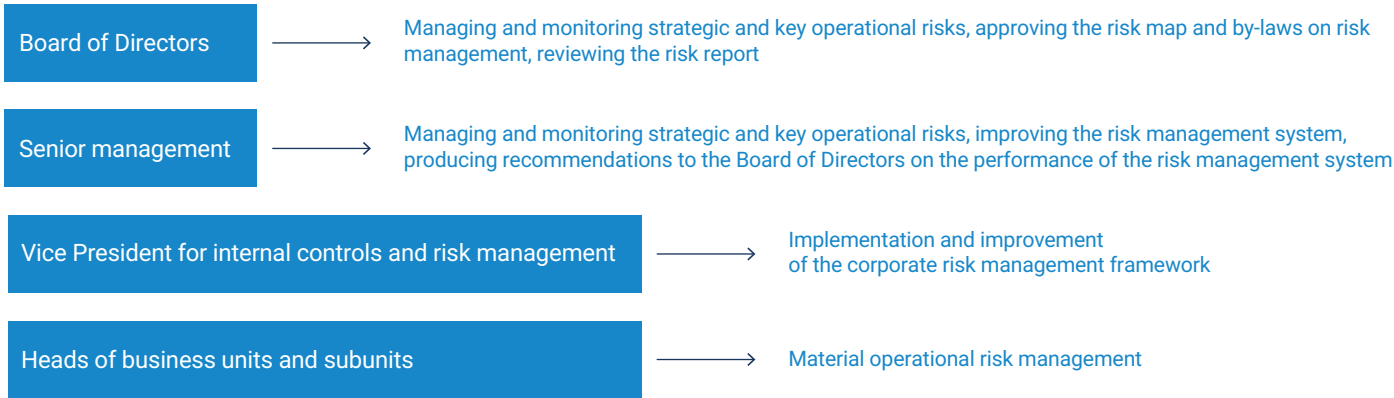 Board of Directors
Managing and monitoring strategic and key operational risks, approving the risk map and by-laws on risk
management, reviewing the risk report
Senior management
Managing and monitoring strategic and key operational risks, improving the risk management system,
producing recommendations to the Board of Directors on the performance of the risk management system
Vice President for internal controls and risk management
Implementation and improvement
of the corporate risk management framework
Heads of business units and subunits
Material operational risk management